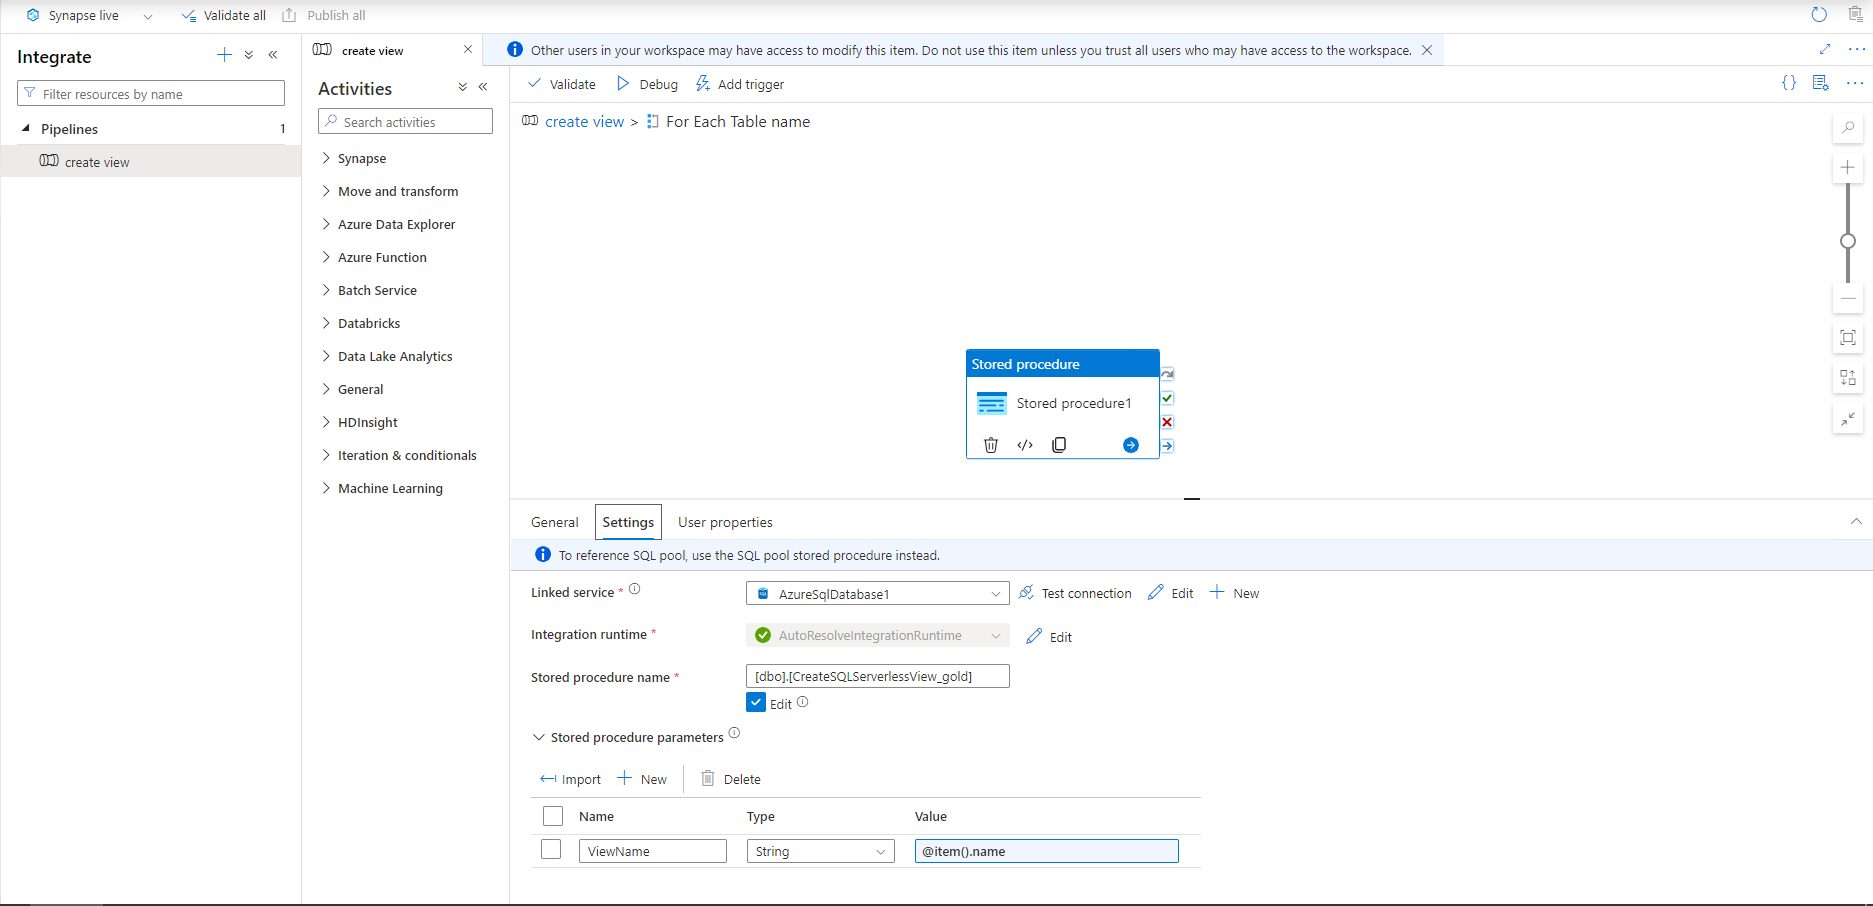 Synapse live
Validate all
Publish all
Integrate
Filter resources by name
Pipelines 1
create view
create view
Activities
Search activities
Synapse
Move and transform
Azure Data Explorer
Azure Function
Batch Service
Databricks
Data Lake Analytics
General
HDInsight
Iteration & conditionals
Machine Learning
Other users in your workspace may have access to modify this item. Do not use this item unless you trust all users who may have access to the workspace.
Validate Debug Add trigger
create view > For Each Table name
Stored procedure
Stored procedure1
General Settings User properties
To reference SQL pool, use the SQL pool stored procedure instead.
Linked service * AzureSqlDatabase1 Test connection Edit New
Integration runtime * AutoResolveIntegrationRuntime Edit
Stored procedure name * [dbo].[CreateSQLServerlessView_gold]
Edit
Stored procedure parameters
Import New Delete
Name Type Value
ViewName String @item().name